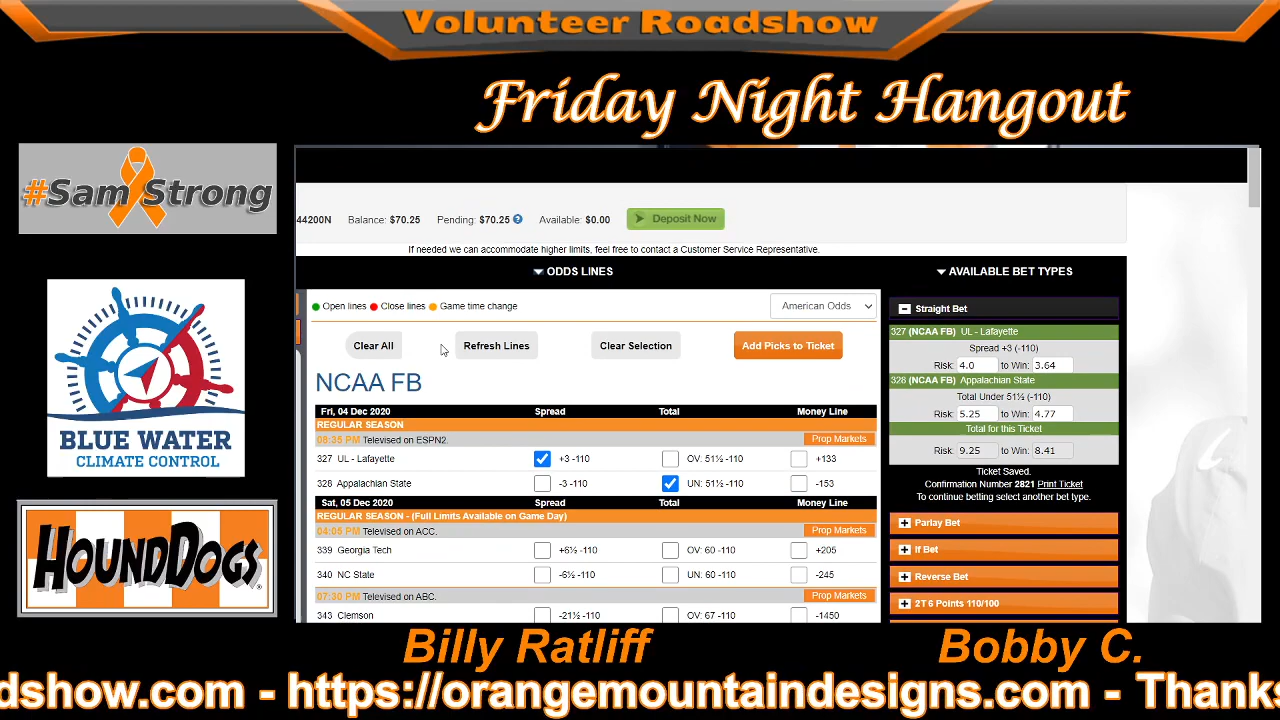 Volunteer Roadshow
Friday Night Hangout
#SamStrong
BLUE WATER
CLIMATE CONTROL
HOUNDDOGS
44200N Balance: $70.25 Pending: $70.25 ? Available: $0.00 Deposit Now
If needed we can accommodate higher limits, feel free to contact a Customer Service Representative.
ODDS LINES
Open lines Close lines Game time change American Odds
Clear All Refresh Lines Clear Selection Add Picks to Ticket
NCAA FB
Fri, 04 Dec 2020 Spread Total Money Line
REGULAR SEASON
08:35 PM Televised on ESPN2. Prop Markets
327 UL - Lafayette +3 -110 OV: 51½ -110 +133
328 Appalachian State -3 -110 UN: 51½ -110 -153
Sat, 05 Dec 2020 Spread Total Money Line
REGULAR SEASON - (Full Limits Available on Game Day)
04:05 PM Televised on ACC. Prop Markets
339 Georgia Tech +6½ -110 OV: 60 -110 +205
340 NC State -6½ -110 UN: 60 -110 -245
07:30 PM Televised on ABC. Prop Markets
343 Clemson -21½ -110 OV: 67 -110 -1450
AVAILABLE BET TYPES
Straight Bet
327 (NCAA FB) UL - Lafayette
Spread +3 (-110)
Risk: 4.0 to Win: 3.64
328 (NCAA FB) Appalachian State
Total Under 51½ (-110)
Risk: 5.25 to Win: 4.77
Total for this Ticket
Risk: 9.25 to Win: 8.41
Ticket Saved.
Confirmation Number 2821 Print Ticket
To continue betting select another bet type.
Parlay Bet
If Bet
Reverse Bet
2T 6 Points 110/100
Billy Ratliff Bobby C.
dshow.com - https://orangemountaindesigns.com - Thanks